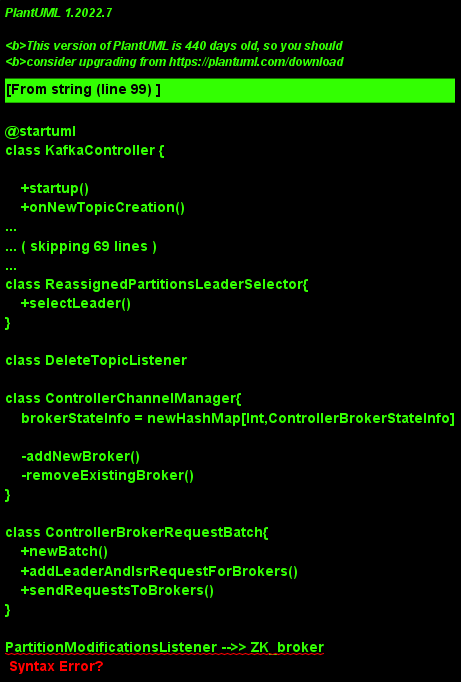 PlantUML 1.2022.7
<b>This version of PlantUML is 440 days old, so you should
<b>consider upgrading from https://plantuml.com/download
[From string (line 99) ]
@startuml
class KafkaController {
+startup()
+onNewTopicCreation()
...
... ( skipping 69 lines )
...
class ReassignedPartitionsLeaderSelector{
+selectLeader()
}
class DeleteTopicListener
class ControllerChannelManager{
brokerStateInfo = newHashMap[Int,ControllerBrokerStateInfo]
-addNewBroker()
-removeExistingBroker()
}
class ControllerBrokerRequestBatch{
+newBatch()
+addLeaderAndIsrRequestForBrokers()
+sendRequestsToBrokers()
}
PartitionModificationsListener -->> ZK_broker
Syntax Error?